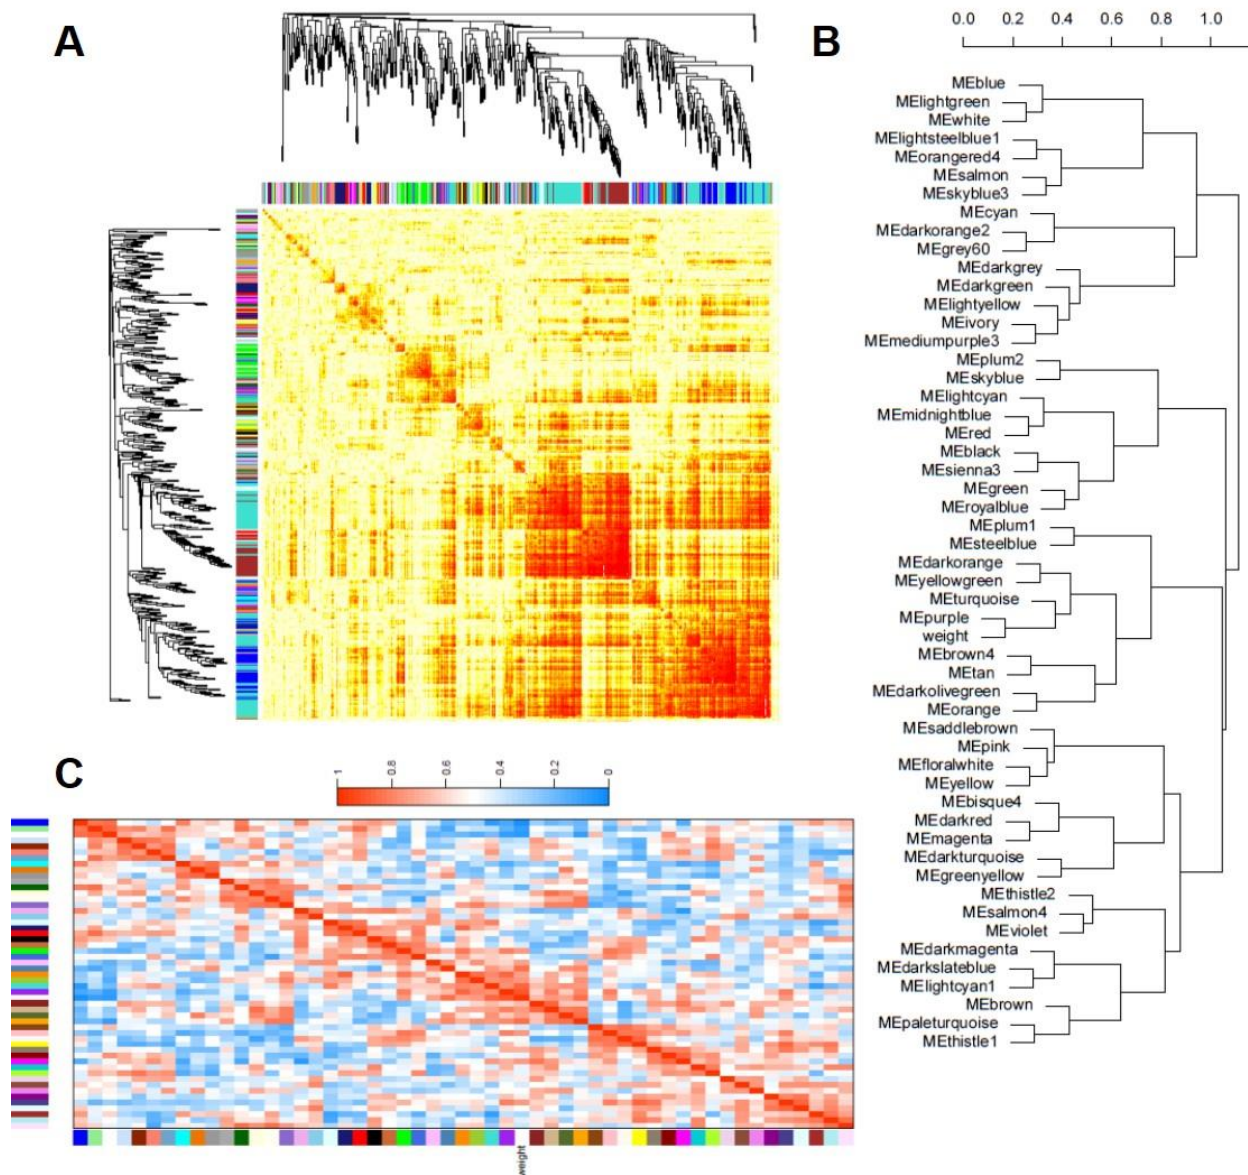 A
B
0.0 0.2 0.4 0.6 0.8 1.0
MEblue
MElightgreen
MEwhite
MElightsteelblue1
MEorangered4
MEsalmon
MEskyblue3
MEcyan
MEdarkorange2
MEgrey60
MEdarkgrey
MEdarkgreen
MElightyellow
MEivory
MEmediumpurple3
MEplum2
MEskyblue
MElightcyan
MEmidnightblue
MEred
MEblack
MEsienna3
MEgreen
MEroyalblue
MEplum1
MEsteelblue
MEdarkorange
MEyellowgreen
MEturquoise
MEpurple
weight
MEbrown4
MEtan
MEdarkolivegreen
MEorange
MEsaddlebrown
MEpink
MEfloralwhite
MEyellow
MEbisque4
MEdarkred
MEmagenta
MEdarkturquoise
MEgreenyellow
MEthistle2
MEsalmon4
MEviolet
MEdarkmagenta
MEdarkslateblue
MElightcyan1
MEbrown
MEpaleturquoise
MEthistle1
C
1 0.8 0.6 0.4 0.2 0
weight